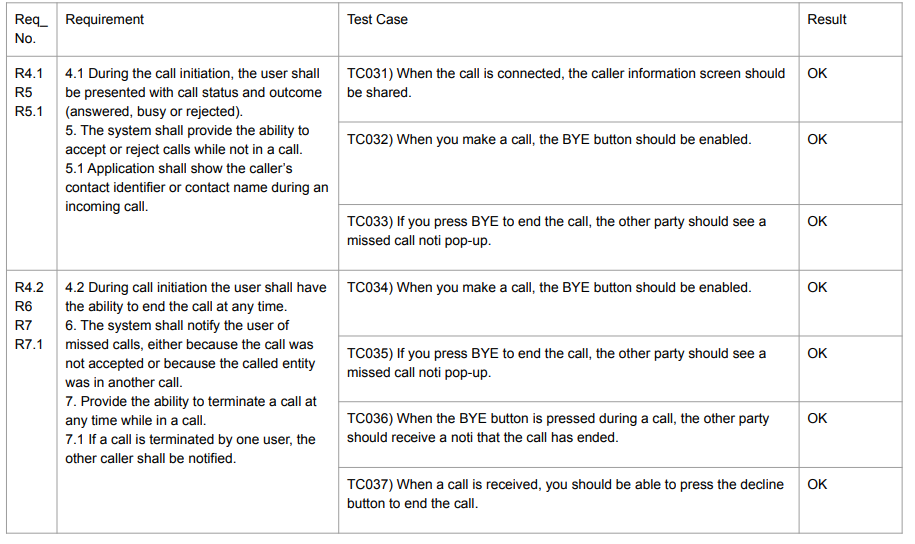 Req_ Requirement Test Case Result
No.
R4.1
R5
R5.1
4.1 During the call initiation, the user shall
be presented with call status and outcome
(answered, busy or rejected).
5. The system shall provide the ability to
accept or reject calls while not in a call.
5.1 Application shall show the caller's
contact identifier or contact name during an
incoming call.
TC031) When the call is connected, the caller information screen should
be shared.
OK
TC032) When you make a call, the BYE button should be enabled.
OK
TC033) If you press BYE to end the call, the other party should see a
missed call noti pop-up.
OK
R4.2
R6
R7
R7.1
4.2 During call initiation the user shall have
the ability to end the call at any time.
6. The system shall notify the user of
missed calls, either because the call was
not accepted or because the called entity
was in another call.
7. Provide the ability to terminate a call at
any time while in a call.
7.1 If a call is terminated by one user, the
other caller shall be notified.
TC034) When you make a call, the BYE button should be enabled.
OK
TC035) If you press BYE to end the call, the other party should see a
missed call noti pop-up.
OK
TC036) When the BYE button is pressed during a call, the other party
should receive a noti that the call has ended.
OK
TC037) When a call is received, you should be able to press the decline
button to end the call.
OK